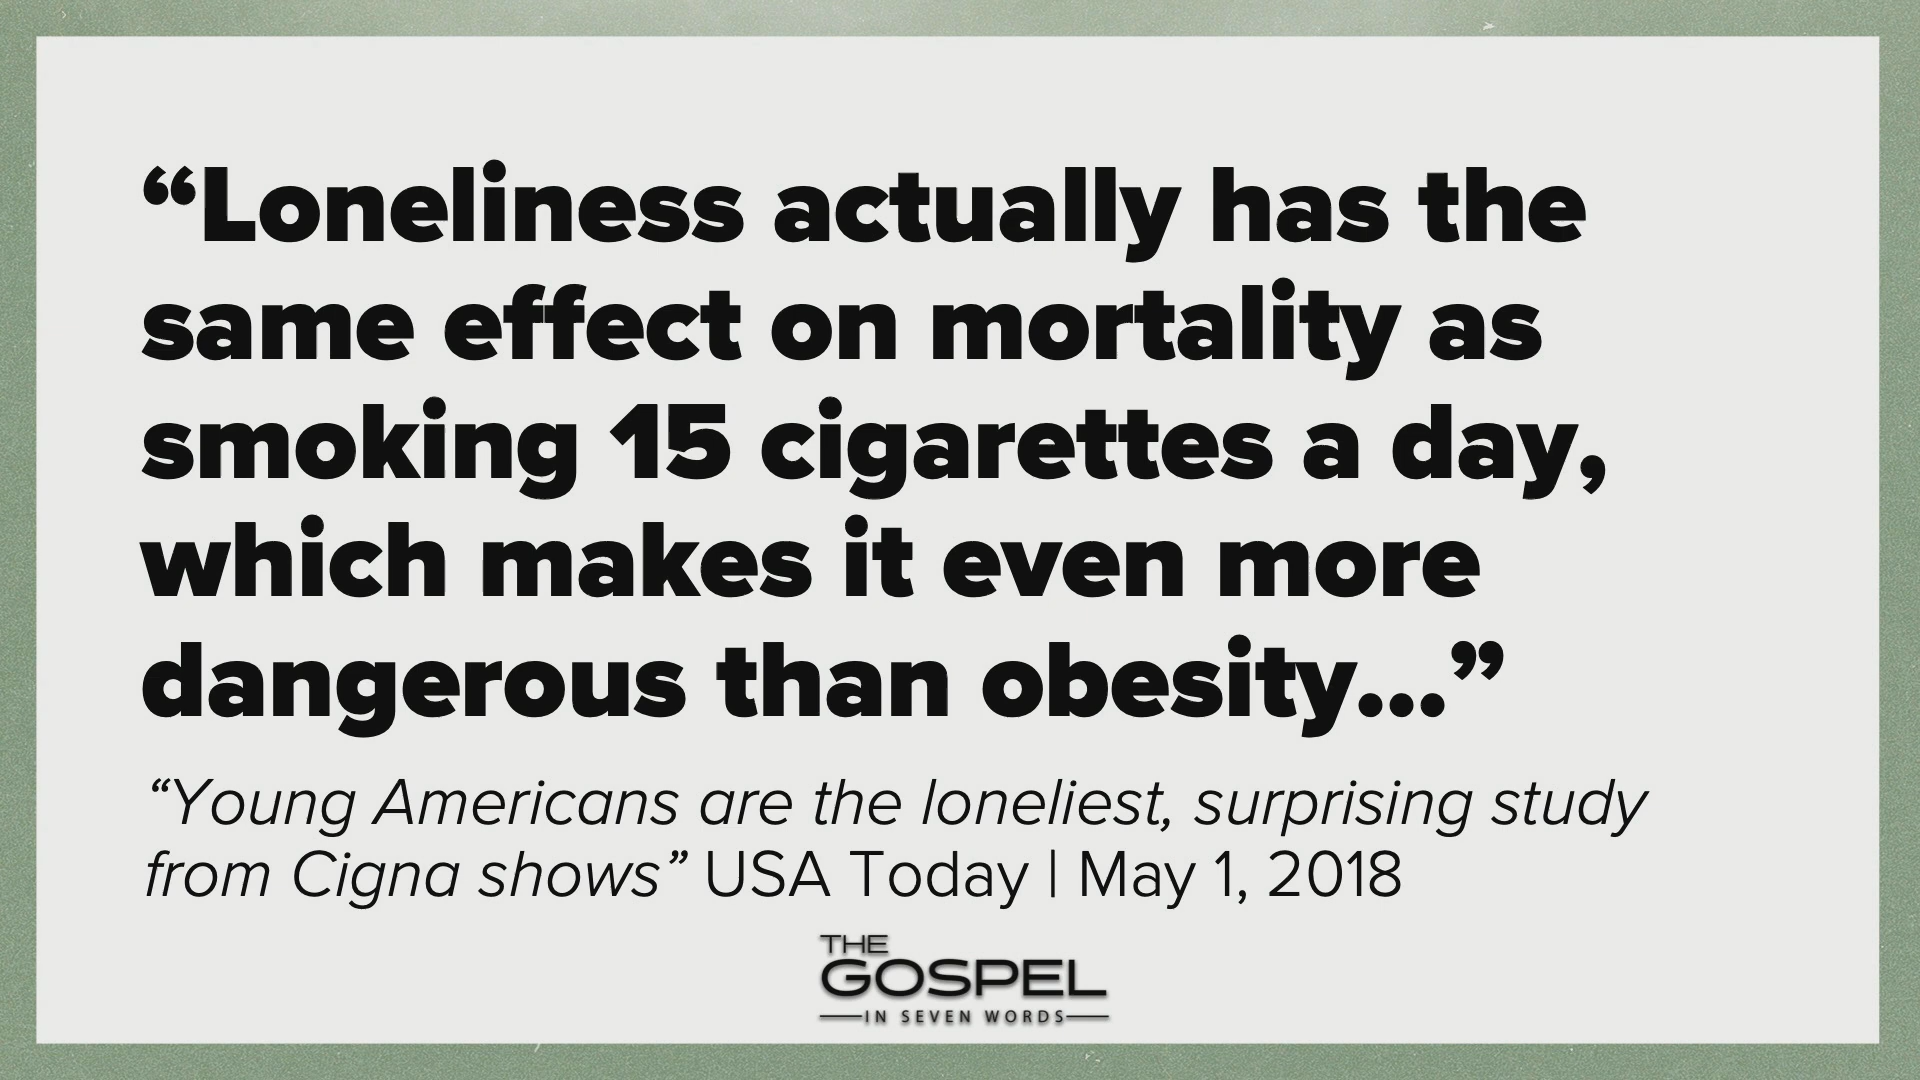 “Loneliness actually has the
same effect on mortality as
smoking 15 cigarettes a day,
which makes it even more
dangerous than obesity...”
“Young Americans are the loneliest, surprising study
from Cigna shows” USA Today | May 1, 2018
THE
GOSPEL
IN SEVEN WORDS